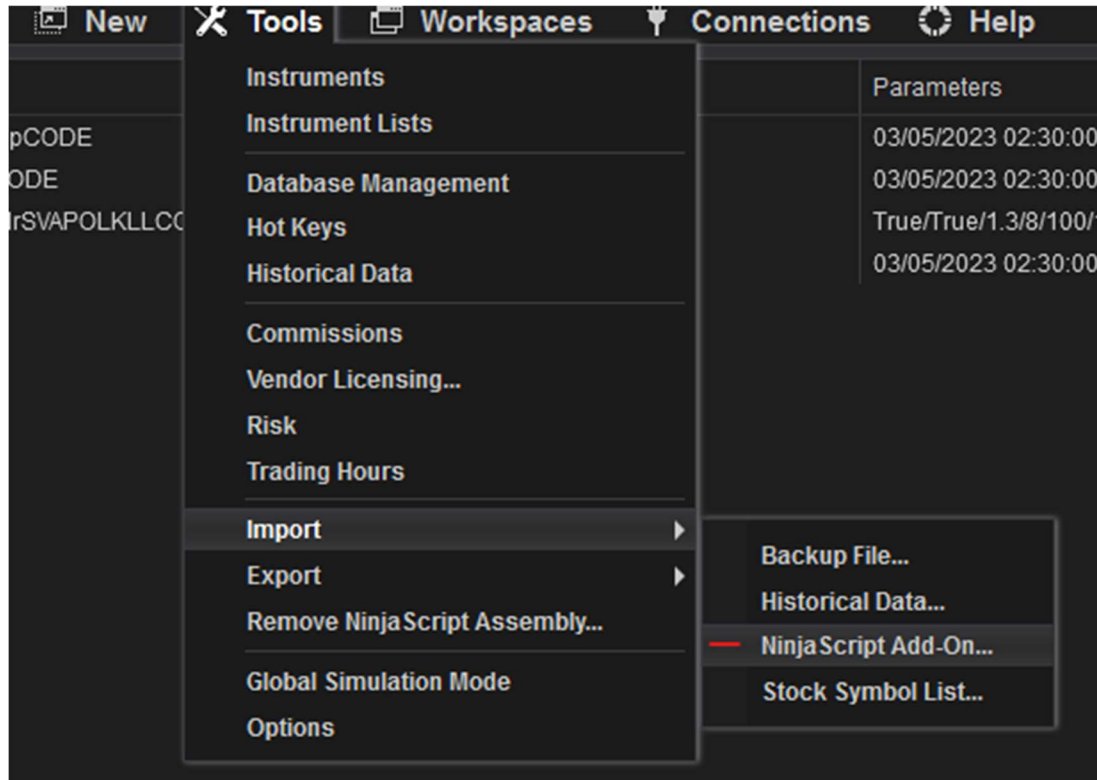 New Tools Workspaces Connections Help
Instruments
Parameters
Instrument Lists
pCODE 03/05/2023 02:30:00
ODE 03/05/2023 02:30:00
Database Management
Hot Keys
IrSVAPOLKLLCC True/True/1.3/8/100/
Historical Data 03/05/2023 02:30:00
Commissions
Vendor Licensing...
Risk
Trading Hours
Import
Export
Remove NinjaScript Assembly...
Global Simulation Mode
Options
Backup File...
Historical Data...
NinjaScript Add-On...
Stock Symbol List...